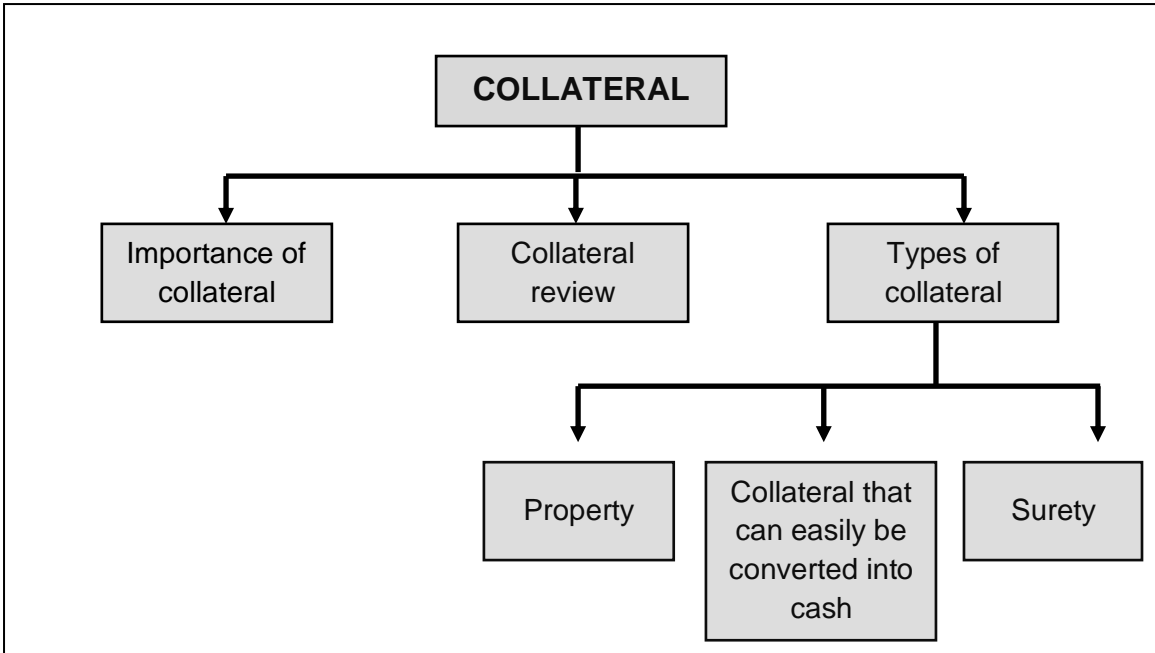 COLLATERAL
Importance of
collateral
Collateral
review
Types of
collateral
Property
Collateral that
can easily be
converted into
cash
Surety